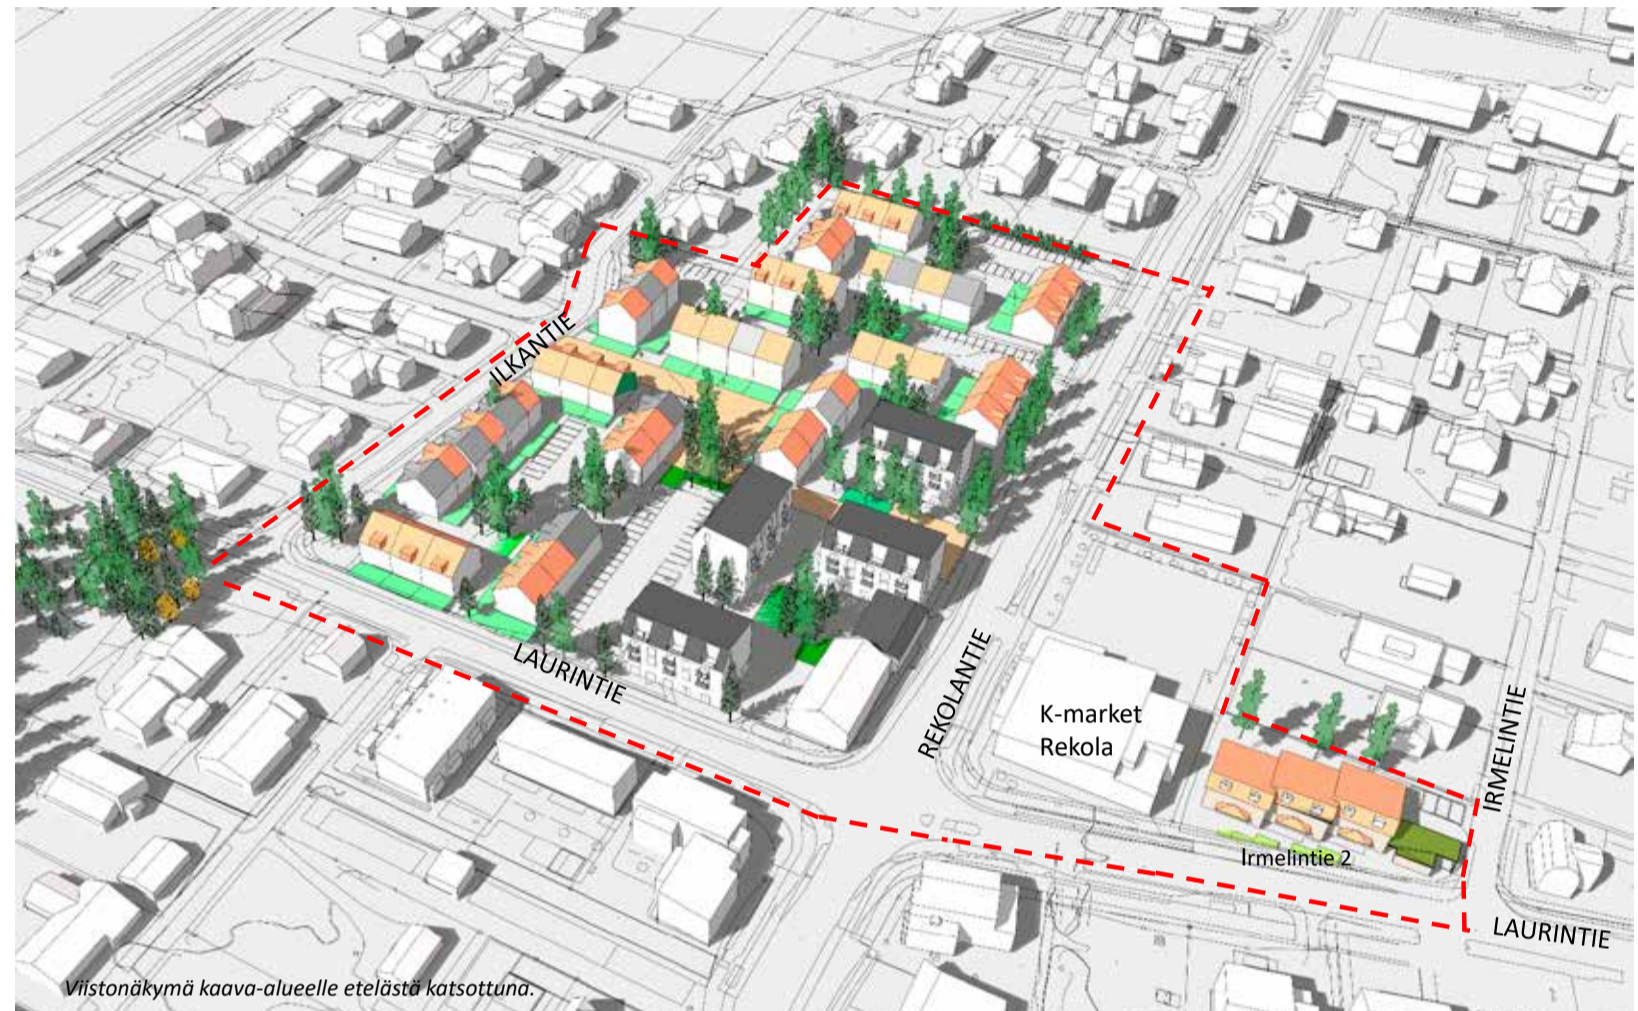 ILKANTIE
LAURINTIE
REKOLANTIE
K-market
Rekola
IRMELINTIE
Irmelintie 2
LAURINTIE
Viistonäkymä kaava-alueelle etelästä katsottuna.